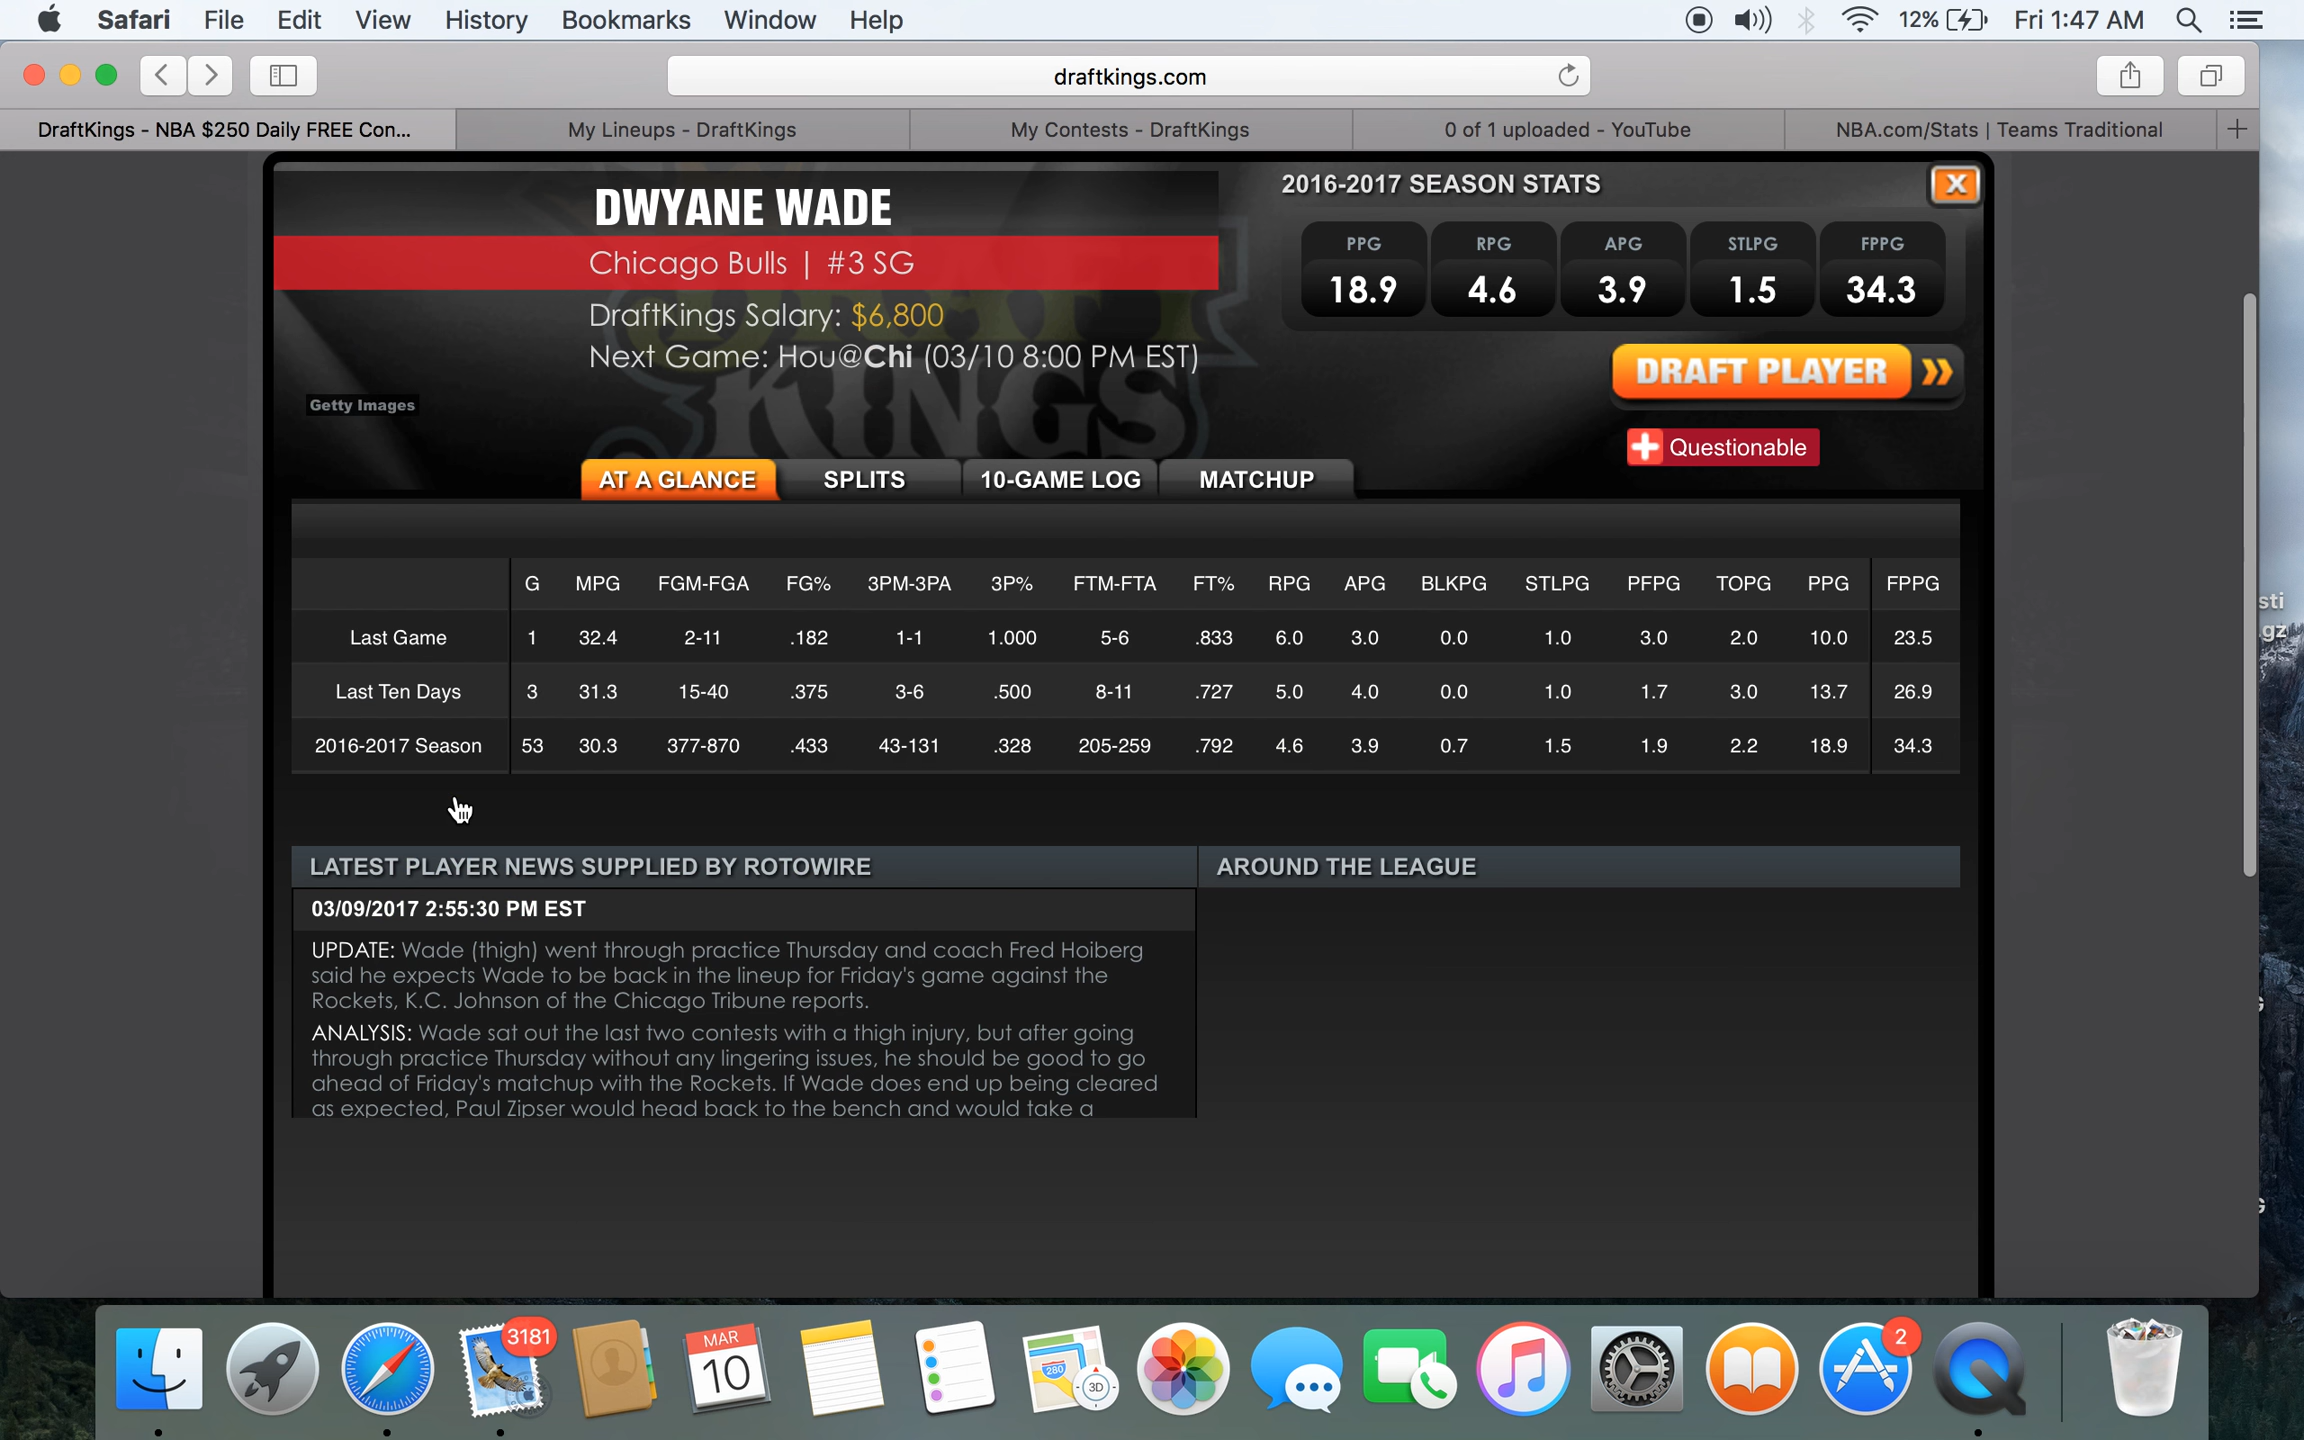 Safari File Edit View History Bookmarks Window Help 12% Fri 1:47 AM
draftkings.com
DraftKings - NBA $250 Daily FREE Con... My Lineups - DraftKings My Contests - DraftKings 0 of 1 uploaded - YouTube NBA.com/Stats | Teams Traditional
DWYANE WADE
Chicago Bulls | #3 SG
DraftKings Salary: $6,800
Next Game: Hou@Chi (03/10 8:00 PM EST)
Getty Images
KINGS
2016-2017 SEASON STATS
X
PPG RPG APG STLPG FPPG
18.9 4.6 3.9 1.5 34.3
DRAFT PLAYER
Questionable
AT A GLANCE SPLITS 10-GAME LOG MATCHUP
G MPG FGM-FGA FG% 3PM-3PA 3P% FTM-FTA FT% RPG APG BLKPG STLPG PFPG TOPG PPG FPPG
Last Game 1 32.4 2-11 .182 1-1 1.000 5-6 .833 6.0 3.0 0.0 1.0 3.0 2.0 10.0 23.5
Last Ten Days 3 31.3 15-40 .375 3-6 .500 8-11 .727 5.0 4.0 0.0 1.0 1.7 3.0 13.7 26.9
2016-2017 Season 53 30.3 377-870 .433 43-131 .328 205-259 .792 4.6 3.9 0.7 1.5 1.9 2.2 18.9 34.3
LATEST PLAYER NEWS SUPPLIED BY ROTOWIRE
03/09/2017 2:55:30 PM EST
UPDATE: Wade (thigh) went through practice Thursday and coach Fred Hoiberg
said he expects Wade to be back in the lineup for Friday's game against the
Rockets, K.C. Johnson of the Chicago Tribune reports.
ANALYSIS: Wade sat out the last two contests with a thigh injury, but after going
through practice Thursday without any lingering issues, he should be good to go
ahead of Friday's matchup with the Rockets. If Wade does end up being cleared
as expected, Paul Zipser would head back to the bench and would take a
AROUND THE LEAGUE
sti
.gz
3181
MAR
10
280
3D
2